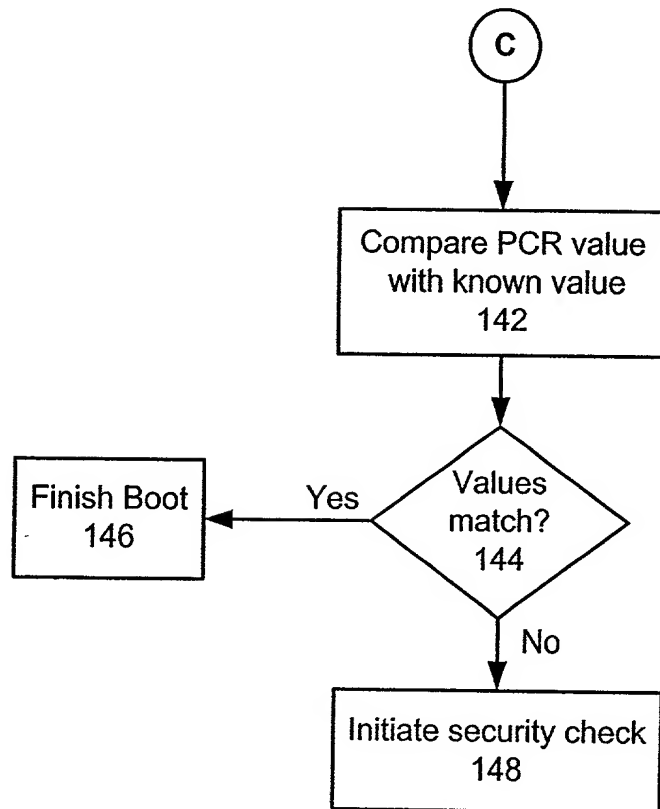 C
Compare PCR value
with known value
142
Values
match?
144
Yes
Finish Boot
146
No
Initiate security check
148